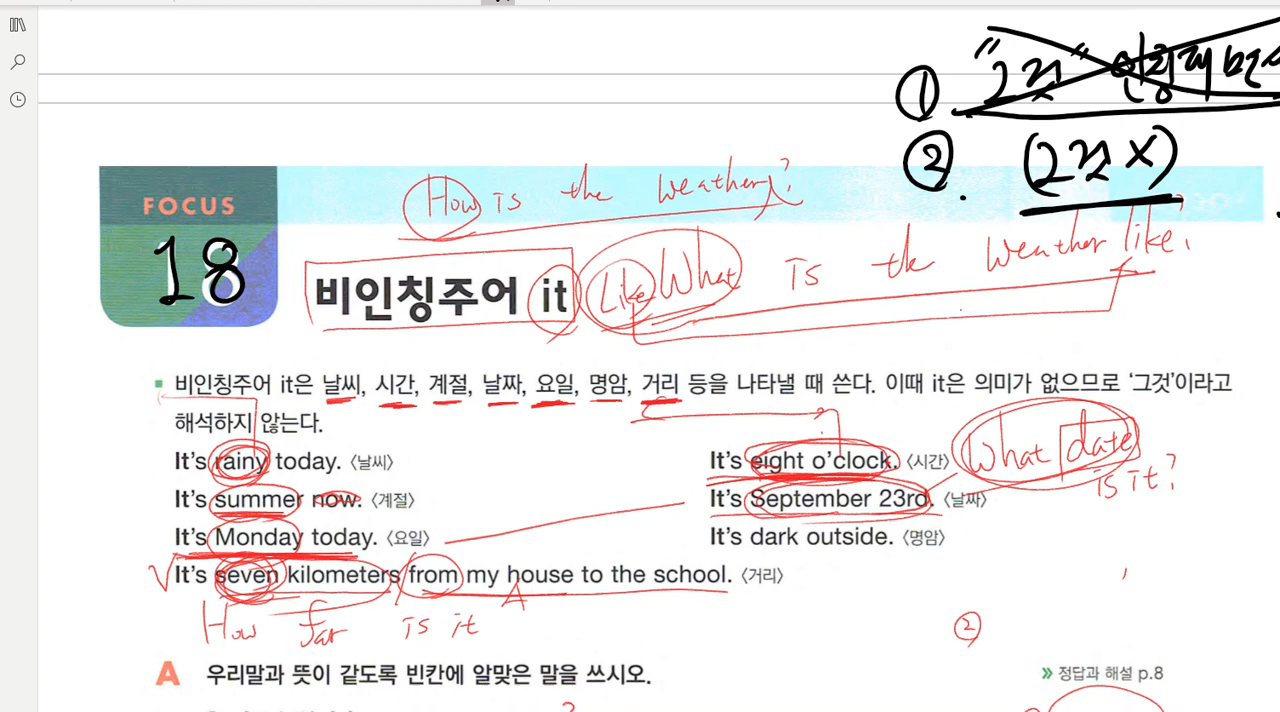 ① "그것" 인칭대명사
② (그것 X)
How is the weather?
FOCUS
18
비인칭주어 it
Like What is the weather like?
비인칭주어 it은 날씨, 시간, 계절, 날짜, 요일, 명암, 거리 등을 나타낼 때 쓴다. 이때 it은 의미가 없으므로 '그것'이라고
해석하지 않는다.
It's rainy today. 〈날씨〉
It's eight o'clock. 〈시간〉
What date
is it?
It's summer now. 〈계절〉
It's September 23rd. 〈날짜〉
It's Monday today. 〈요일〉
It's dark outside. 〈명암〉
It's seven kilometers from my house to the school. 〈거리〉
How far is it
②
A 우리말과 뜻이 같도록 빈칸에 알맞은 말을 쓰시오.
정답과 해설 p.8